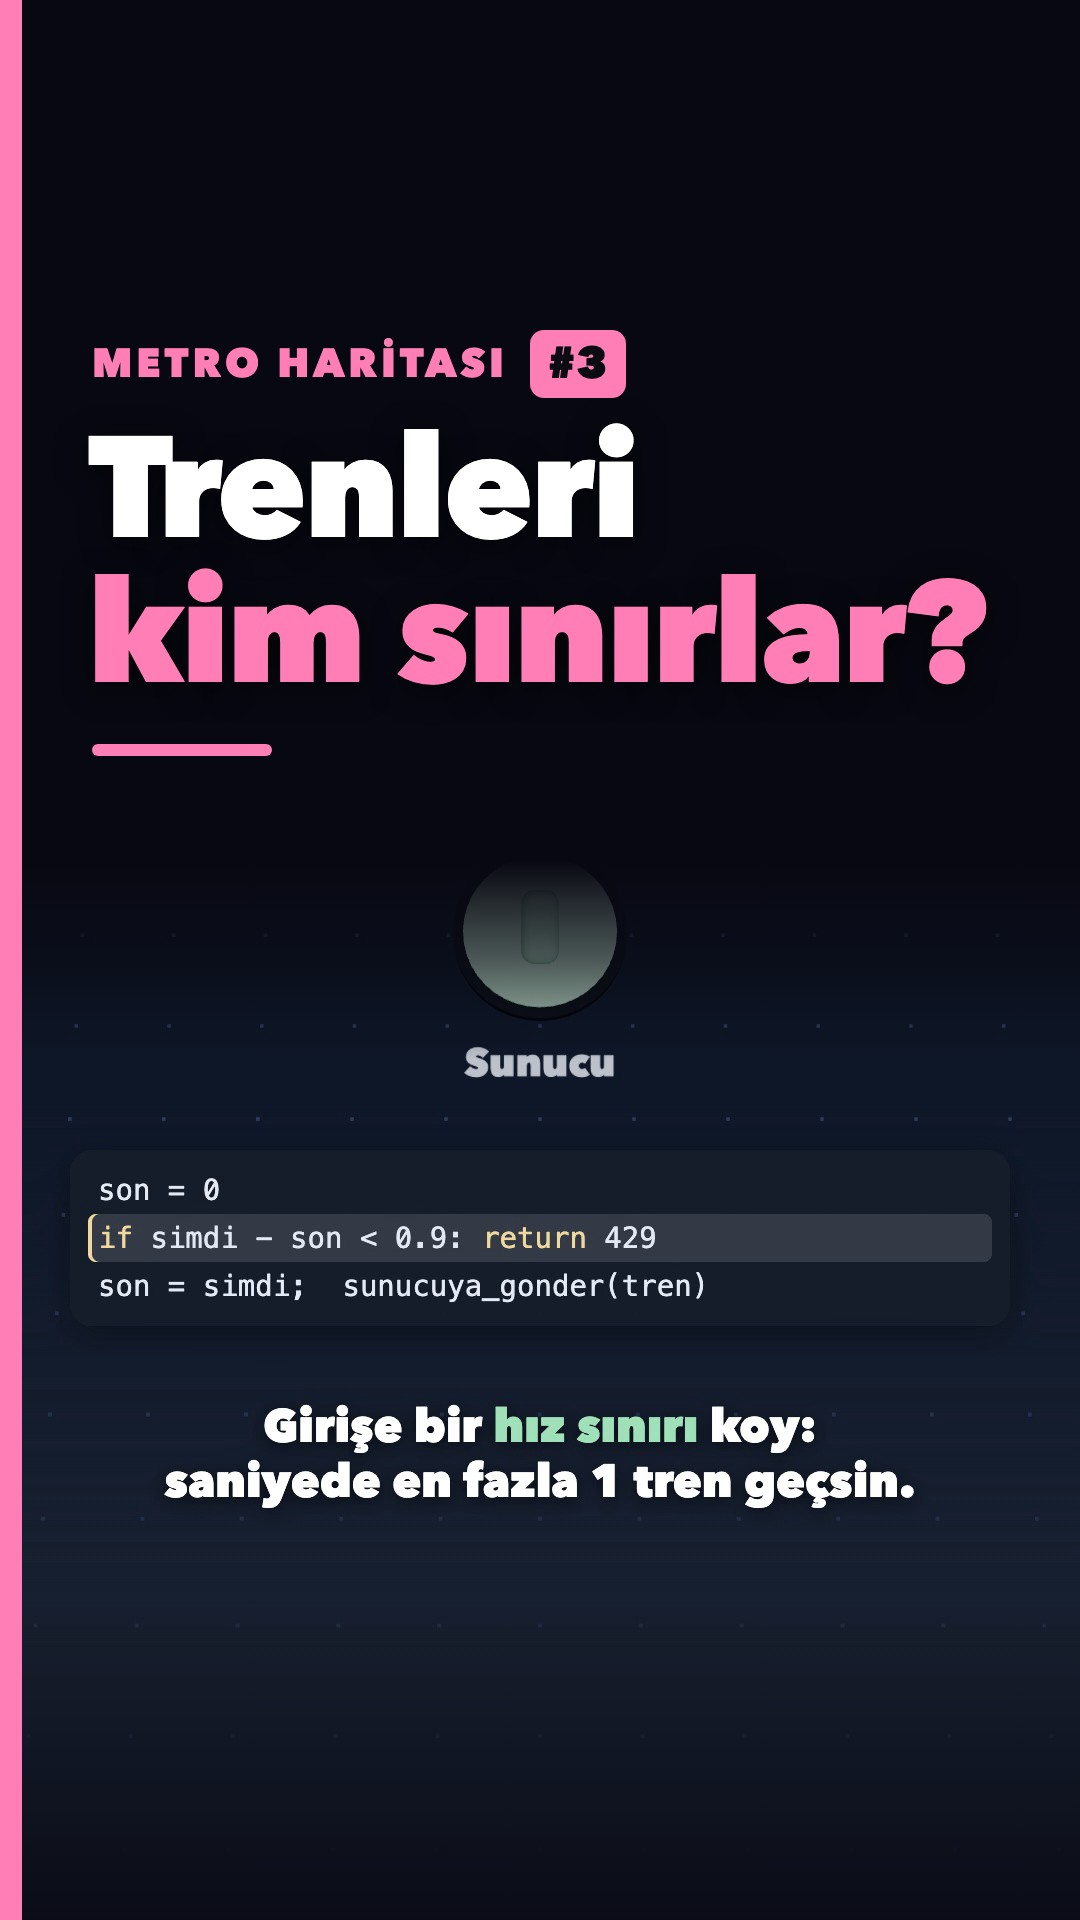 METRO HARİTASI #3
Trenleri
kim sınırlar?
Sunucu
son = 0
if simdi − son < 0.9: return 429
son = simdi;  sunucuya_gonder(tren)
Girişe bir hız sınırı koy:
saniyede en fazla 1 tren geçsin.